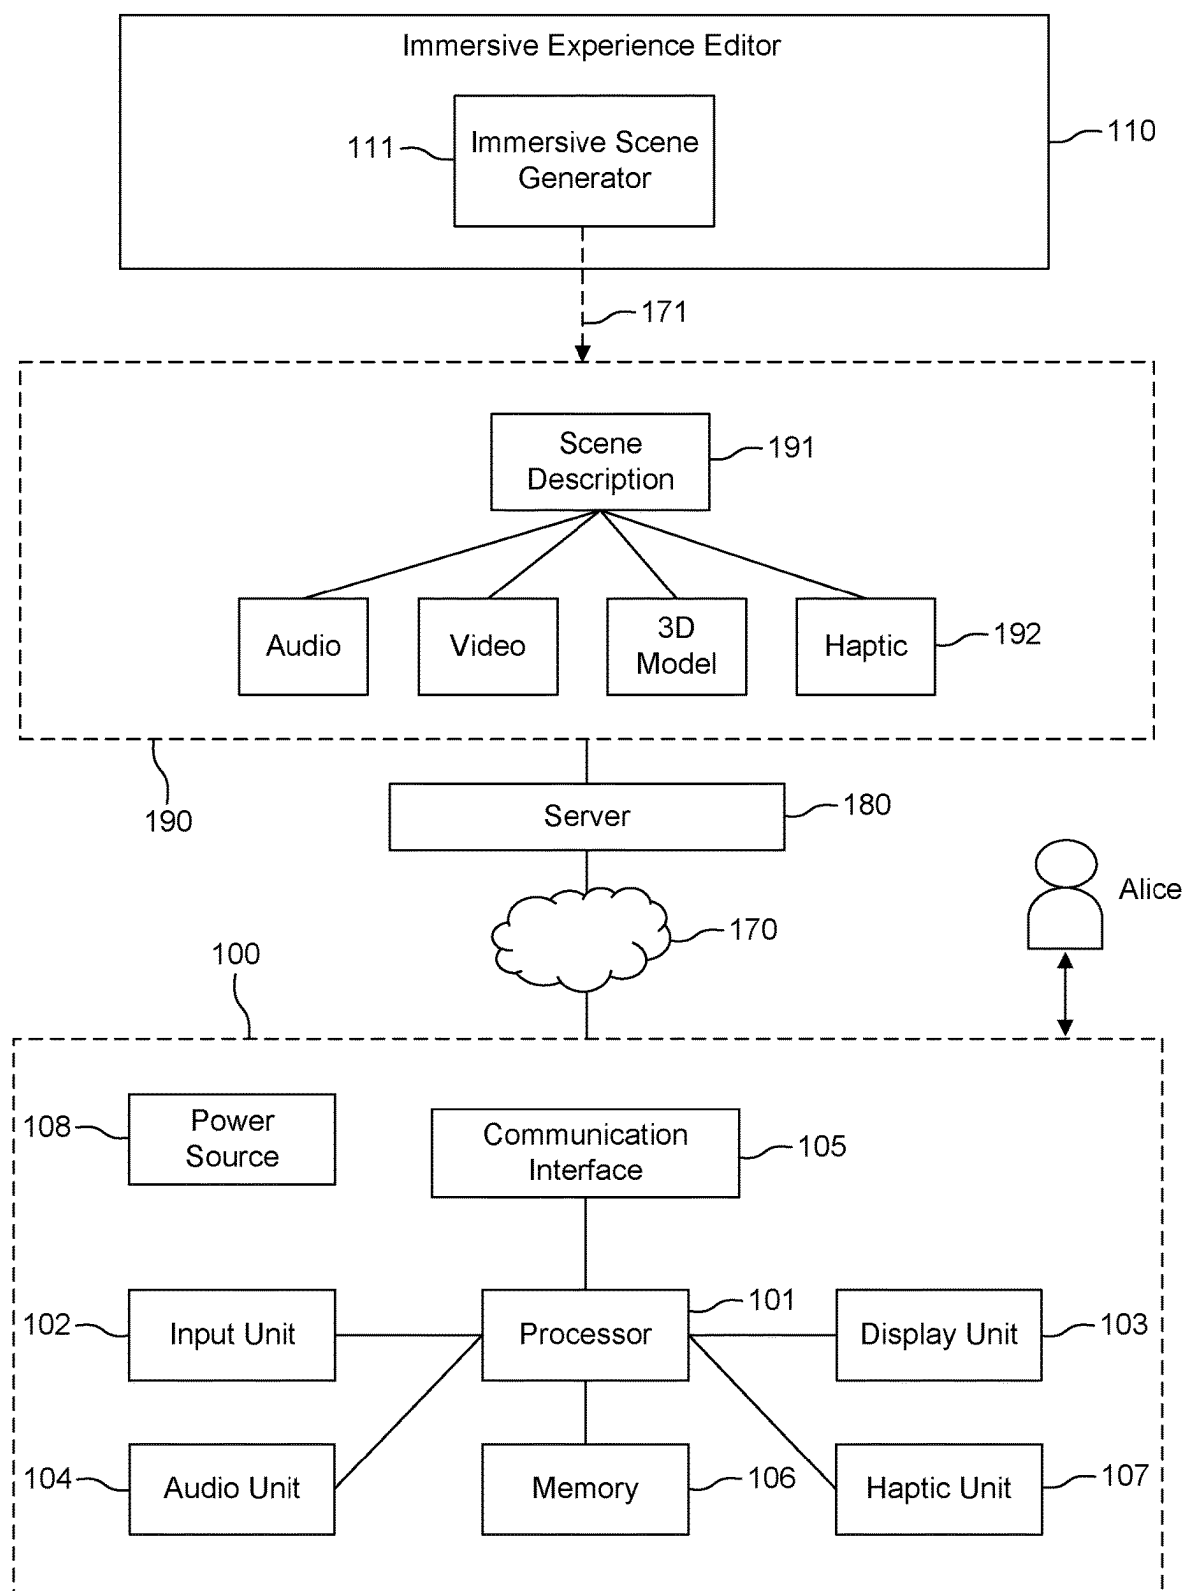 Immersive Experience Editor
111
Immersive Scene
Generator
110
171
Scene
Description
191
Audio
Video
3D
Model
Haptic
192
190
Server
180
Alice
170
100
108
Power
Source
Communication
Interface
105
102
Input Unit
Processor
101
Display Unit
103
104
Audio Unit
Memory
106
Haptic Unit
107